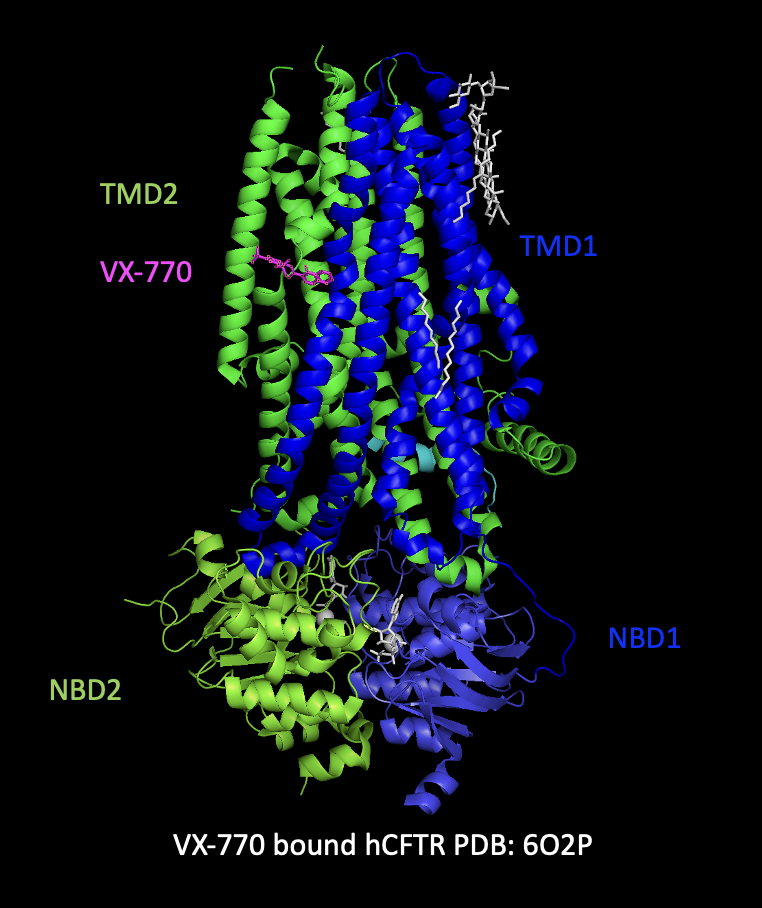 TMD2
TMD1
VX-770
NBD1
NBD2
VX-770 bound hCFTR PDB: 6O2P